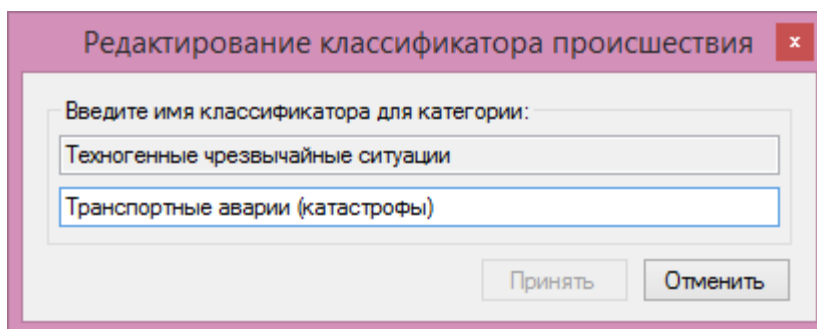 Редактирование классификатора происшествия
x
Введите имя классификатора для категории:
Техногенные чрезвычайные ситуации
Транспортные аварии (катастрофы)
Принять Отменить